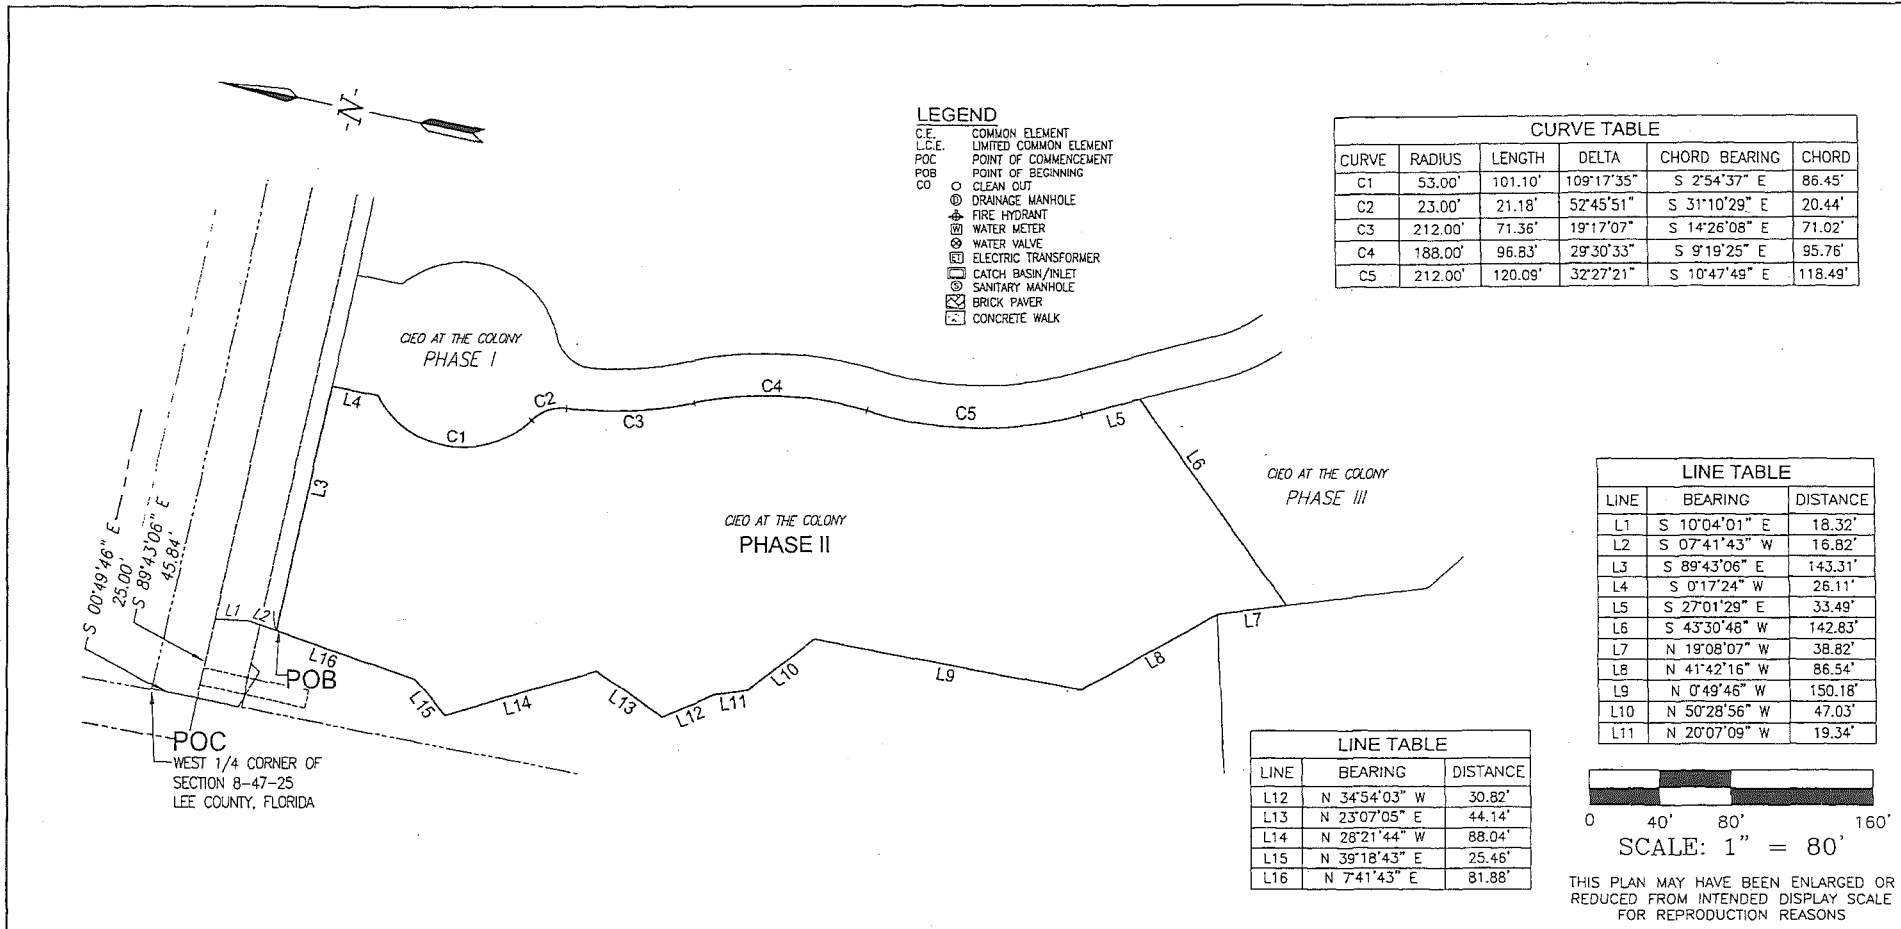 -N-
LEGEND
C.E. COMMON ELEMENT
L.C.E. LIMITED COMMON ELEMENT
POC POINT OF COMMENCEMENT
POB POINT OF BEGINNING
CO CLEAN OUT
D DRAINAGE MANHOLE
FIRE HYDRANT
W WATER METER
WATER VALVE
ET ELECTRIC TRANSFORMER
CATCH BASIN/INLET
S SANITARY MANHOLE
BRICK PAVER
CONCRETE WALK
CURVE TABLE
CURVE RADIUS LENGTH DELTA CHORD BEARING CHORD
C1 53.00' 101.10' 109°17'35" S 2°54'37" E 86.45'
C2 23.00' 21.18' 52°45'51" S 31°10'29" E 20.44'
C3 212.00' 71.36' 19°17'07" S 14°26'08" E 71.02'
C4 188.00' 96.83' 29°30'33" S 9°19'25" E 95.76'
C5 212.00' 120.09' 32°27'21" S 10°47'49" E 118.49'
CIEO AT THE COLONY
PHASE I
L4
C1
C2
C3
C4
C5
L5
L6
L3
CIEO AT THE COLONY
PHASE II
CIEO AT THE COLONY
PHASE III
S 00°49'46" E
25.00'
S 89°43'06" E
45.84'
L1
L2
L16
POB
L15
L14
L13
L12
L11
L10
L9
L8
L7
POC
WEST 1/4 CORNER OF
SECTION 8-47-25
LEE COUNTY, FLORIDA
LINE TABLE
LINE BEARING DISTANCE
L1 S 10°04'01" E 18.32'
L2 S 07°41'43" W 16.82'
L3 S 89°43'06" E 143.31'
L4 S 0°17'24" W 26.11'
L5 S 27°01'29" E 33.49'
L6 S 43°30'48" W 142.83'
L7 N 19°08'07" W 38.82'
L8 N 41°42'16" W 86.54'
L9 N 0°49'46" W 150.18'
L10 N 50°28'56" W 47.03'
L11 N 20°07'09" W 19.34'
LINE TABLE
LINE BEARING DISTANCE
L12 N 34°54'03" W 30.82'
L13 N 23°07'05" E 44.14'
L14 N 28°21'44" W 88.04'
L15 N 39°18'43" E 25.46'
L16 N 7°41'43" E 81.88'
0 40' 80' 160'
SCALE: 1" = 80'
THIS PLAN MAY HAVE BEEN ENLARGED OR
REDUCED FROM INTENDED DISPLAY SCALE
FOR REPRODUCTION REASONS